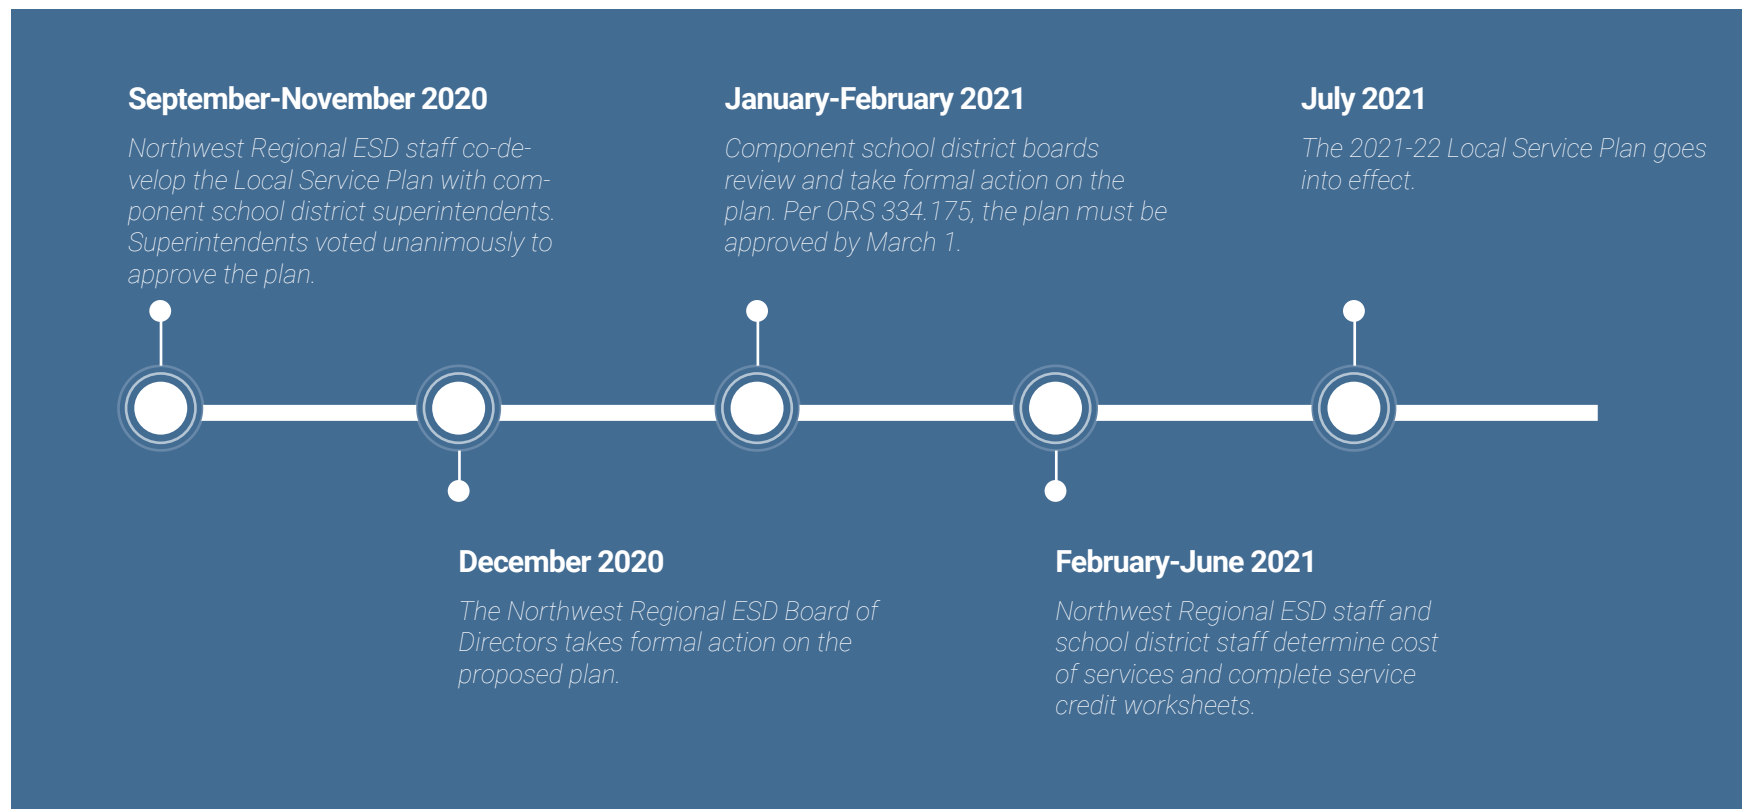 September-November 2020
Northwest Regional ESD staff co-de-
velop the Local Service Plan with com-
ponent school district superintendents.
Superintendents voted unanimously to
approve the plan.
December 2020
The Northwest Regional ESD Board of
Directors takes formal action on the
proposed plan.
January-February 2021
Component school district boards
review and take formal action on the
plan. Per ORS 334.175, the plan must be
approved by March 1.
February-June 2021
Northwest Regional ESD staff and
school district staff determine cost
of services and complete service
credit worksheets.
July 2021
The 2021-22 Local Service Plan goes
into effect.